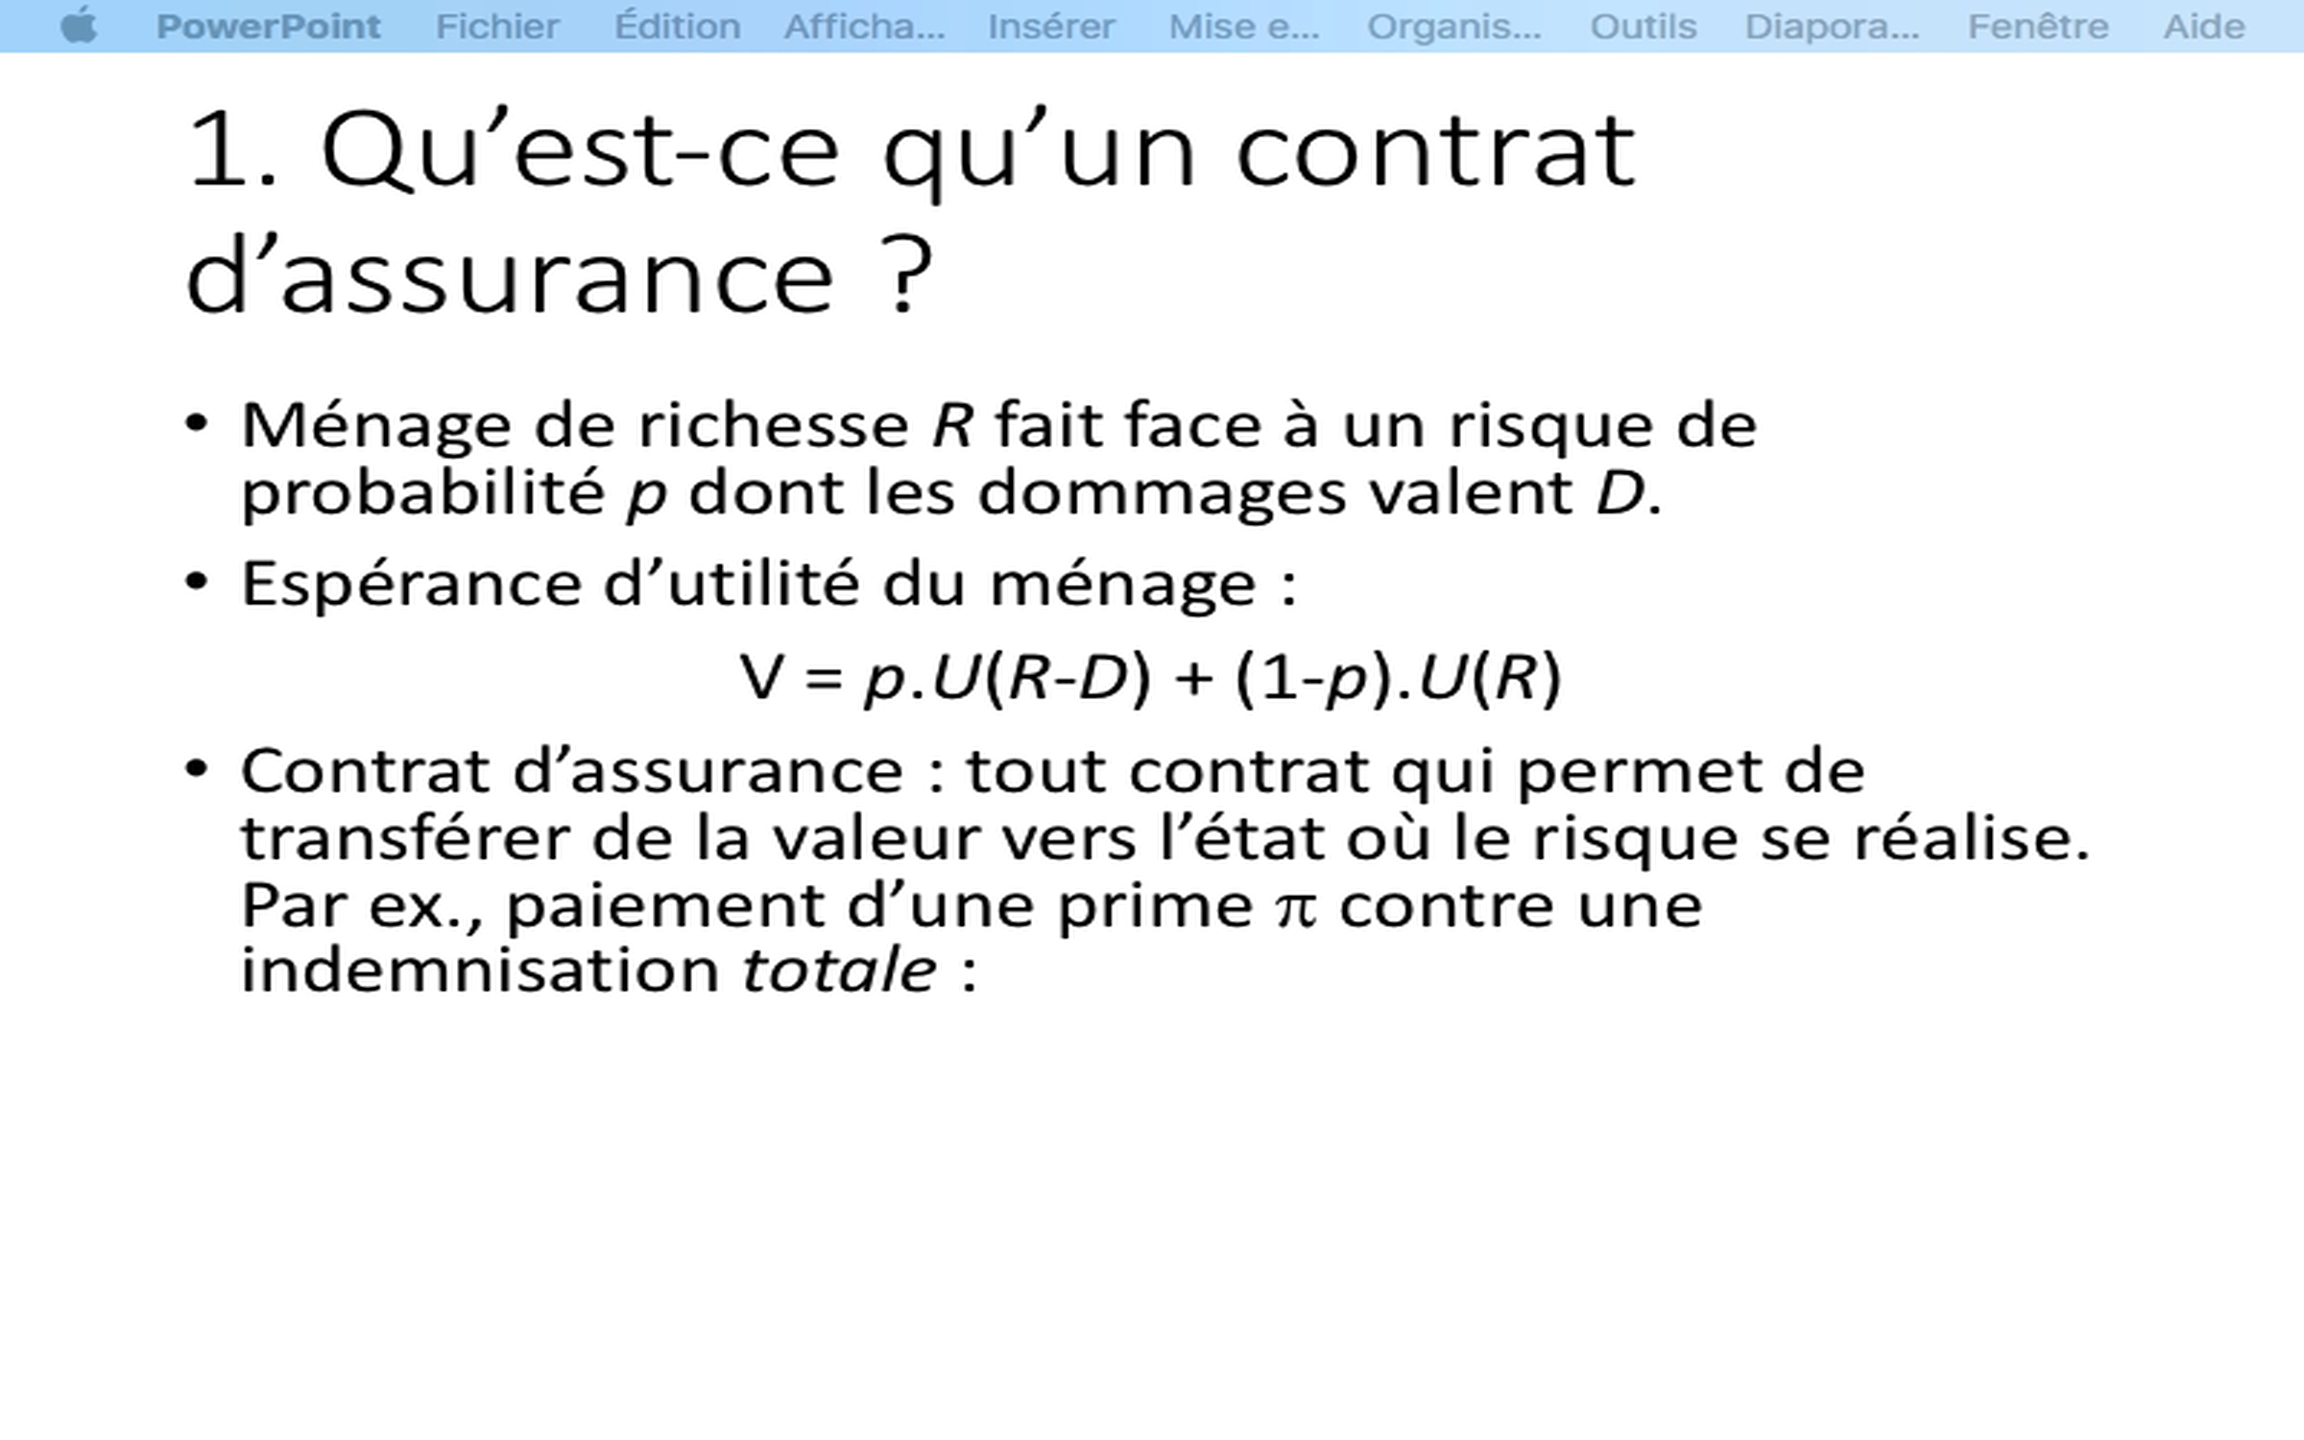 PowerPoint Fichier Édition Afficha... Insérer Mise e... Organis... Outils Diapora... Fenêtre Aide
1. Qu’est-ce qu’un contrat
d’assurance ?
• Ménage de richesse R fait face à un risque de
probabilité p dont les dommages valent D.
• Espérance d’utilité du ménage :
V = p.U(R-D) + (1-p).U(R)
• Contrat d’assurance : tout contrat qui permet de
transférer de la valeur vers l’état où le risque se réalise.
Par ex., paiement d’une prime π contre une
indemnisation totale :